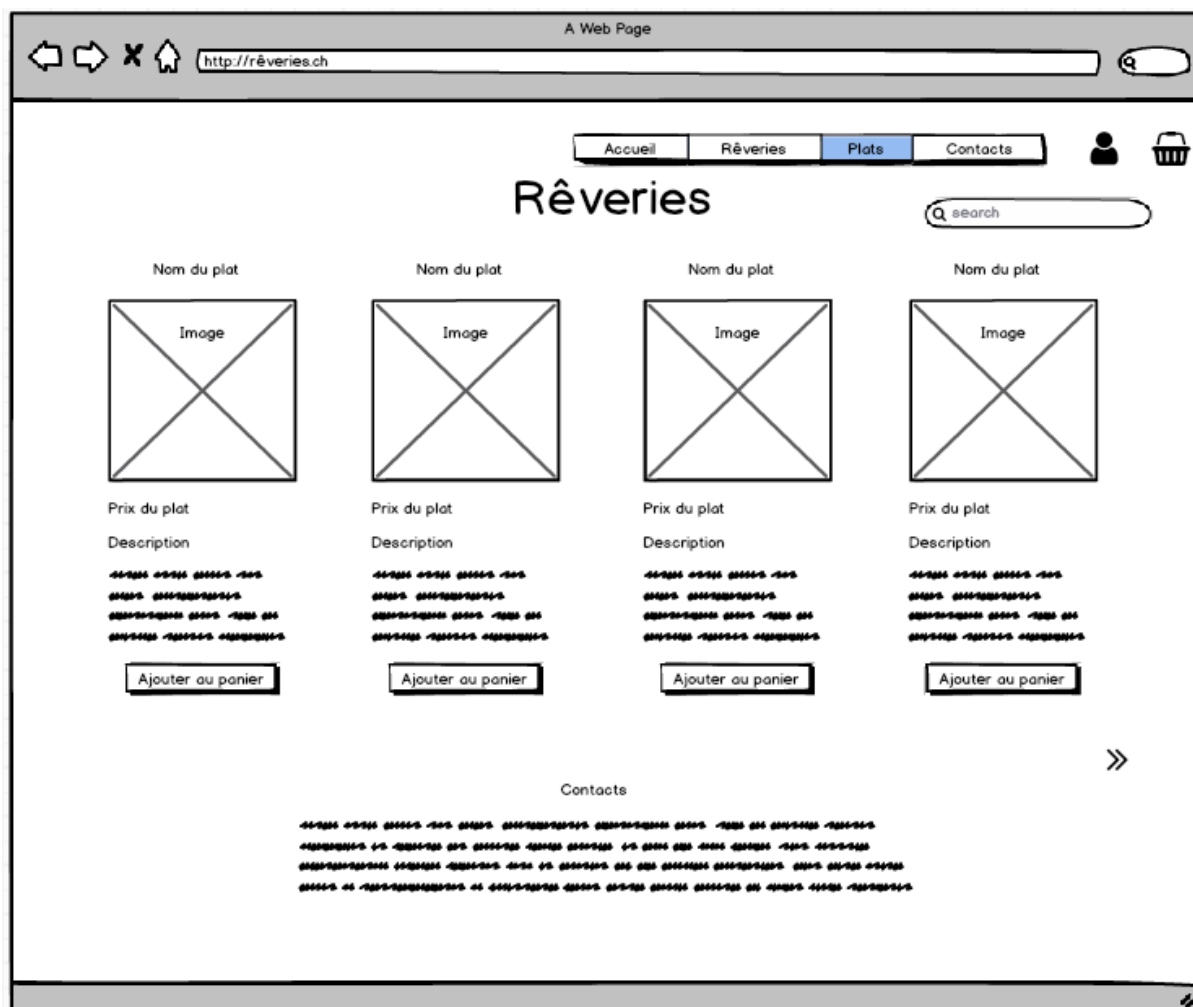 A Web Page
http://rêveries.ch
Accueil Rêveries Plats Contacts
Rêveries
search
Nom du plat Nom du plat Nom du plat Nom du plat
Image Image Image Image
Prix du plat Prix du plat Prix du plat Prix du plat
Description Description Description Description
Ajouter au panier Ajouter au panier Ajouter au panier Ajouter au panier
Contacts